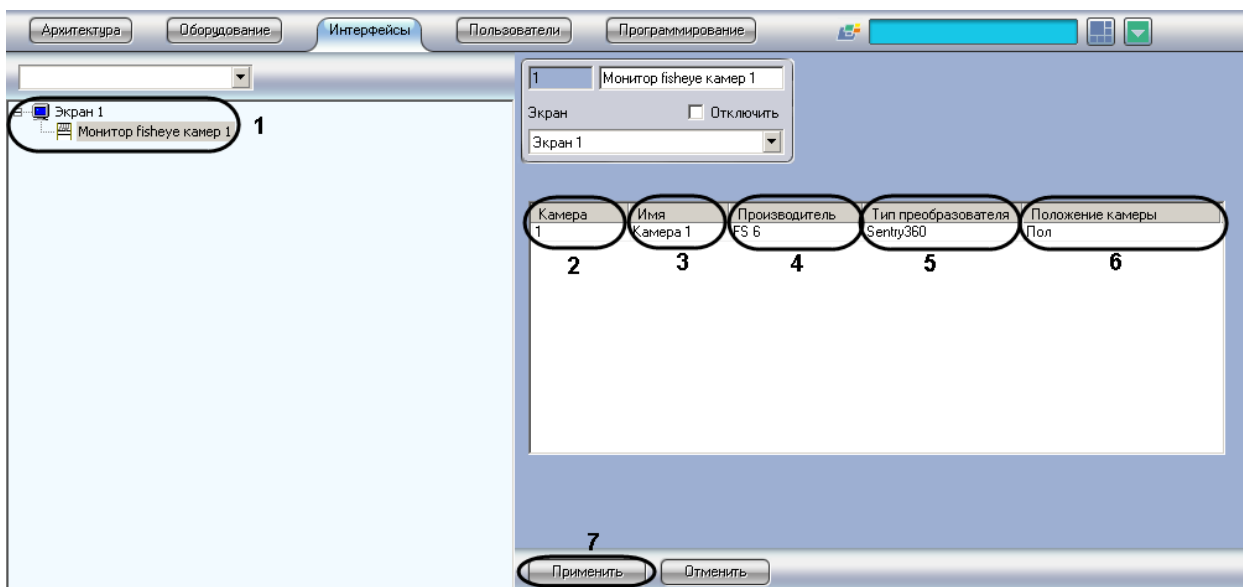 Архитектура Оборудование Интерфейсы Пользователи Программирование
1 Монитор fisheye камер 1
Экран Отключить
Экран 1
Экран 1
Монитор fisheye камер 1
1
Камера Имя Производитель Тип преобразователя Положение камеры
1 Камера 1 FS 6 Sentry360 Пол
2 3 4 5 6
7
Применить Отменить